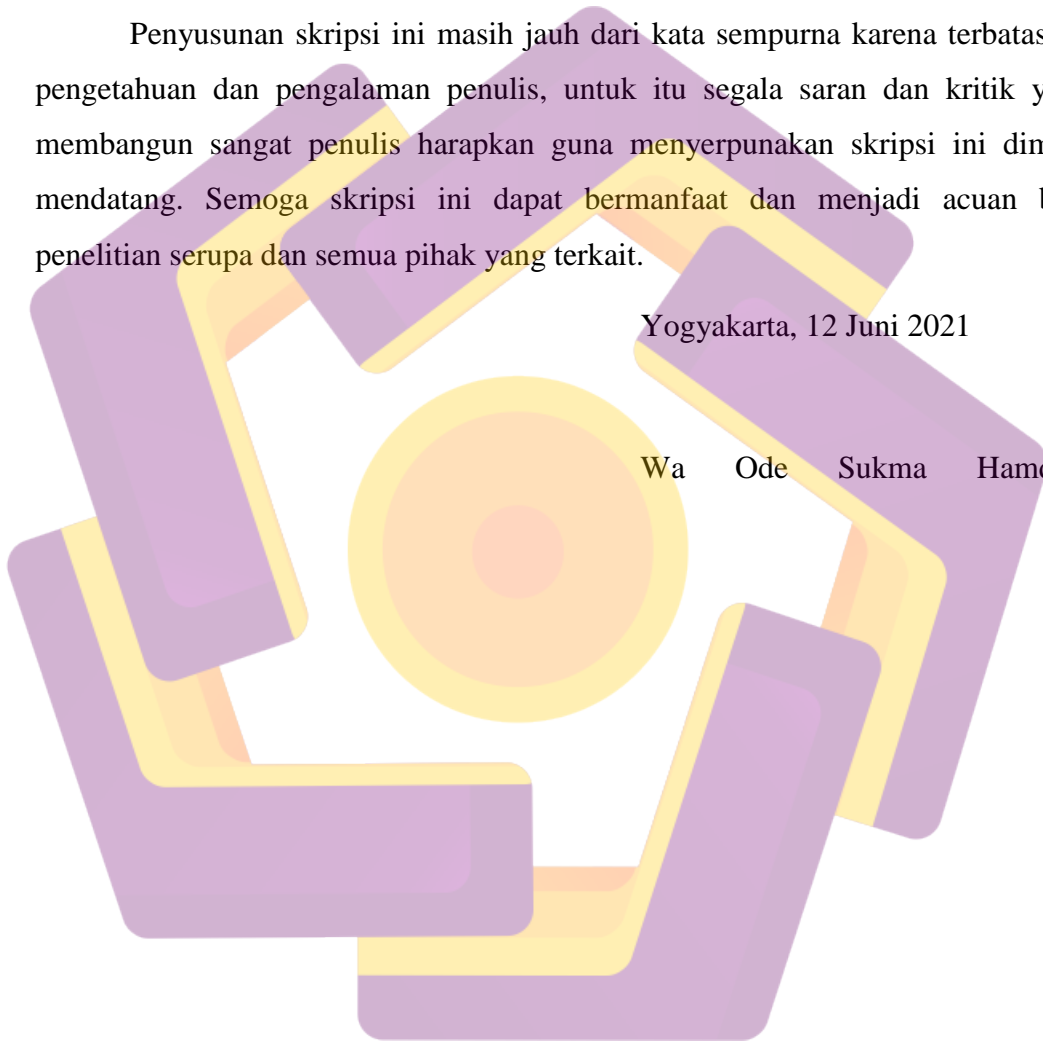 Penyusunan skripsi ini masih jauh dari kata sempurna karena terbatas
pengetahuan dan pengalaman penulis, untuk itu segala saran dan kritik
membangun sangat penulis harapkan guna menyerpunakan skripsi ini
mendatang. Semoga skripsi ini dapat bermanfaat dan menjadi acuan
penelitian serupa dan semua pihak yang terkait.
Yogyakarta, 12 Juni 2021
Wa Ode Sukma